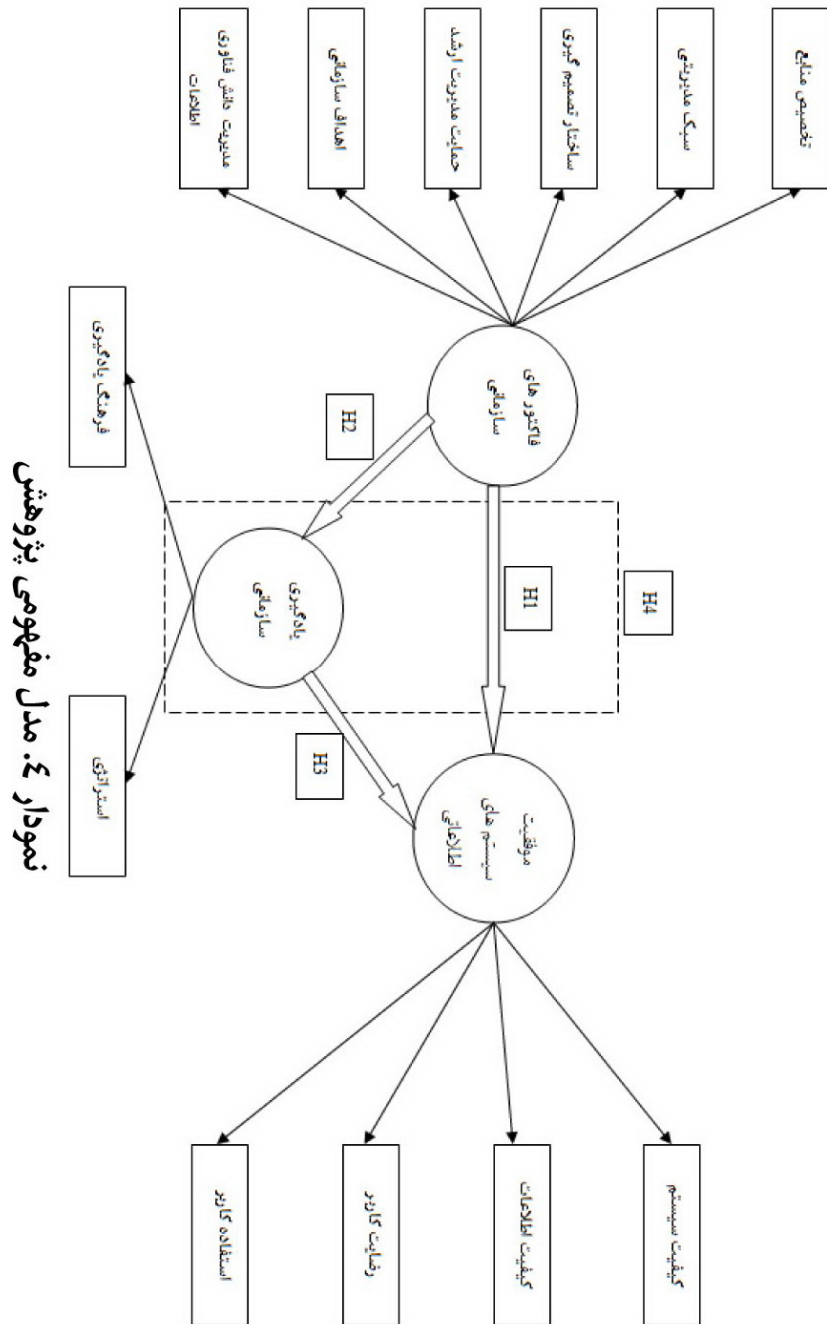 تخصیص منابع
سبک مدیریتی
ساختار تصمیم گیری
حمایت مدیریت ارشد
اهداف سازمانی
مدیریت دانش فناوری
اطلاعات
فاکتور های
سازمانی
H4
H1
H2
H3
یادگیری
سازمانی
فرهنگ یادگیری
استراتژی
موفقیت
سیستم های
اطلاعاتی
کیفیت سیستم
کیفیت اطلاعات
رضایت کاربر
استفاده کاربر
نمودار ٤. مدل مفهومی پژوهش